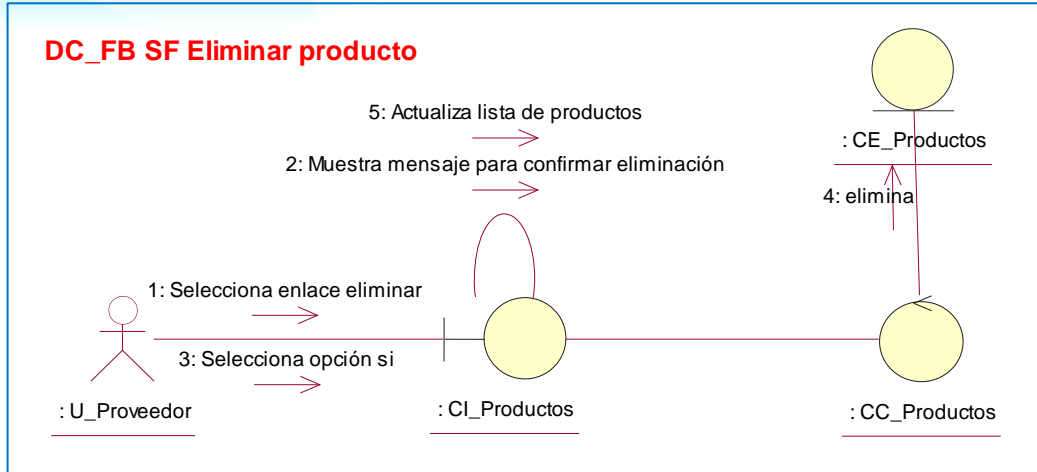 DC_FB SF Eliminar producto
5: Actualiza lista de productos
: CE_Productos
2: Muestra mensaje para confirmar eliminación
4: elimina
1: Selecciona enlace eliminar
3: Selecciona opción si
: U_Proveedor
: CI_Productos
: CC_Productos